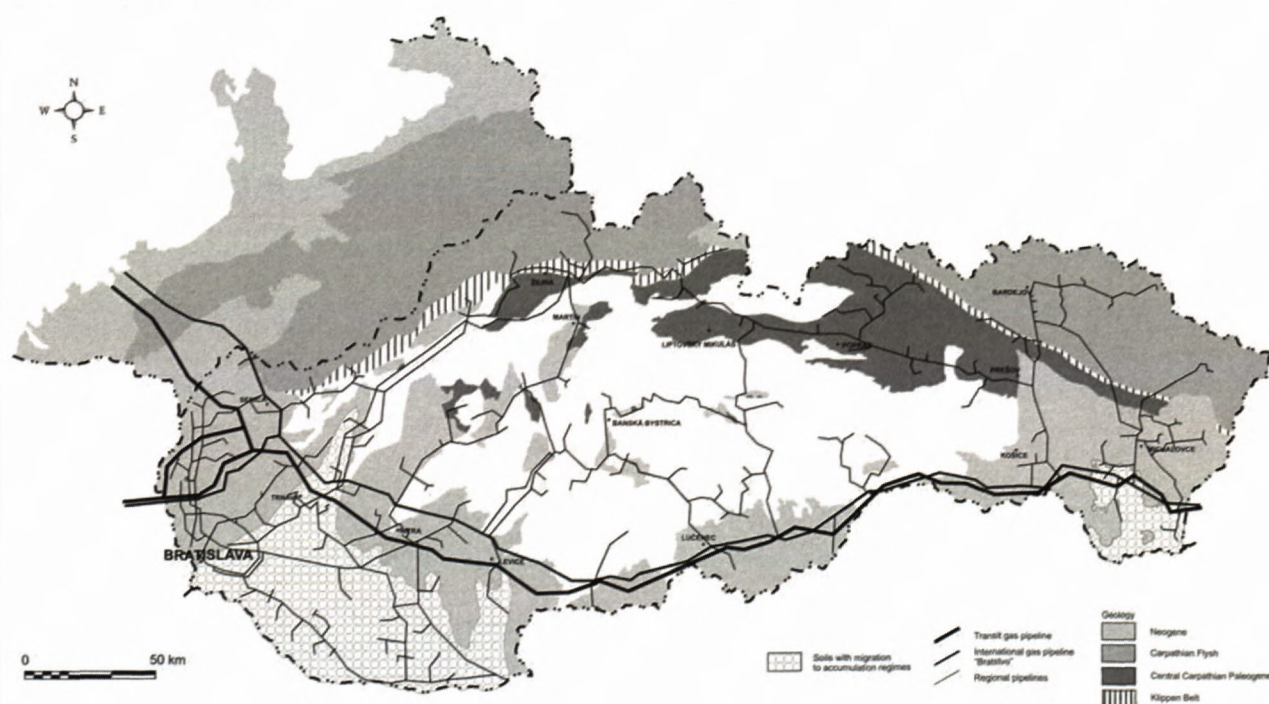 N
W E
S
ŽILINA
MARTIN
LIPTOVSKÝ MIKULÁŠ
POPRAD
BARDEJOV
PREŠOV
SENICA
BANSKÁ BYSTRICA
KOŠICE
MICHALOVCE
TRNAVA
NITRA
BRATISLAVA
LEVICE
LUČENEC
0 50 km
Soils with migration
to accumulation regimes
Transit gas pipeline
International gas pipeline
"Bratstvo"
Regional pipelines
Geology
Neogene
Carpathian Flysh
Central Carpathian Paleogene
Klippen Belt